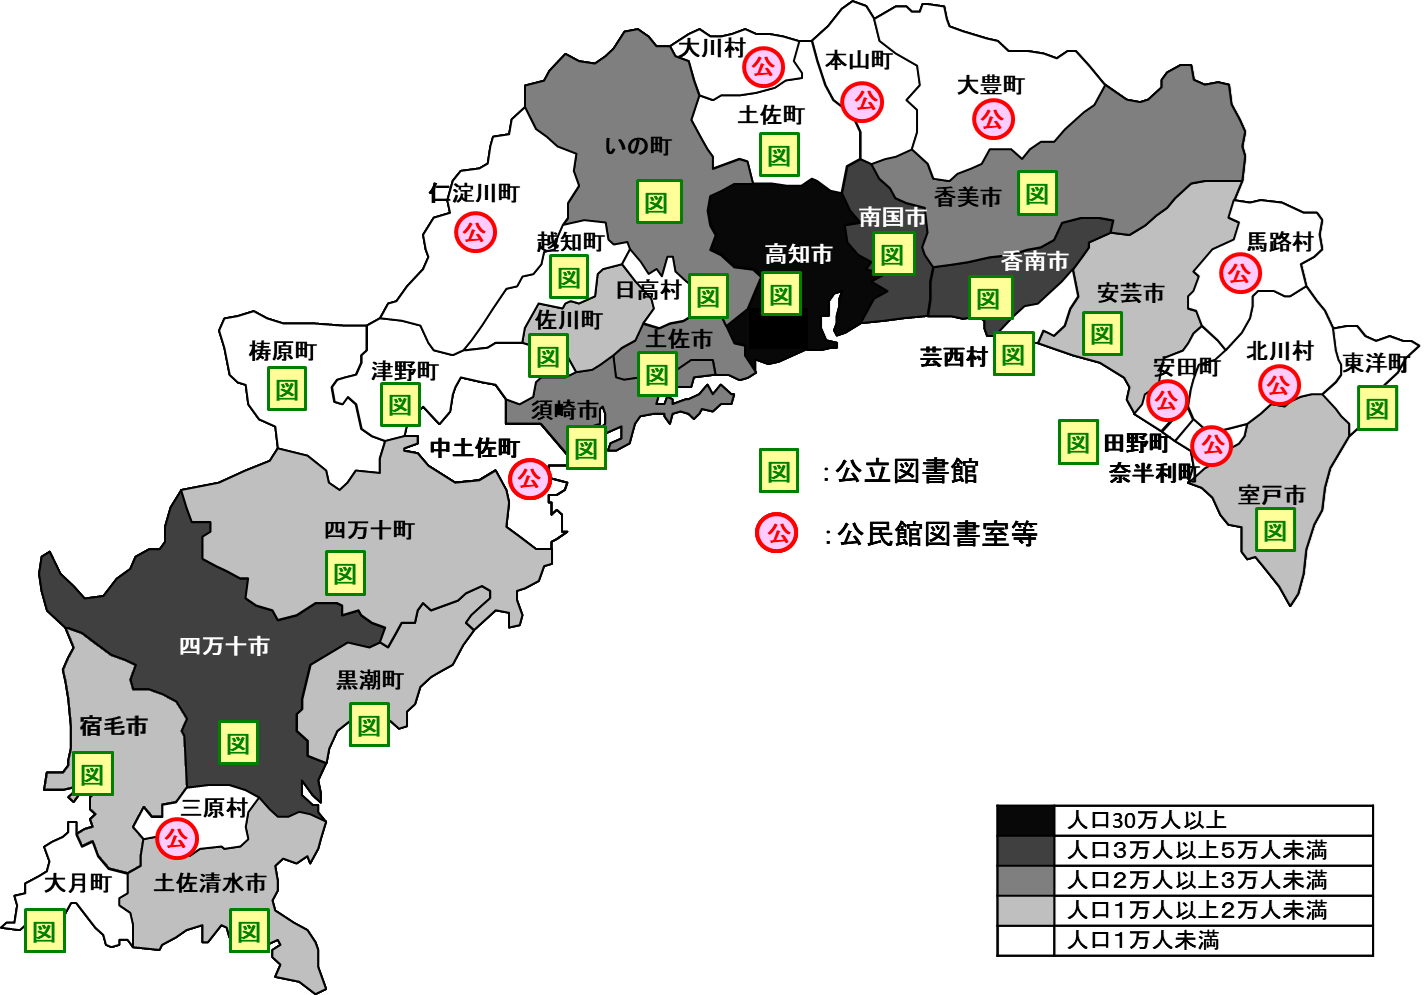 大川村
公
本山町
公
大豊町
公
土佐町
図
いの町
図
仁淀川町
公
香美市
図
南国市
図
越知町
図
高知市
図
馬路村
公
香南市
図
日高村
図
安芸市
図
佐川町
図
土佐市
図
芸西村
図
梼原町
図
津野町
図
安田町
公
北川村
公
東洋町
図
須崎市
図
中土佐町
公
図
田野町
公
奈半利町
図
：公立図書館
公
：公民館図書室等
室戸市
図
四万十町
図
四万十市
図
黒潮町
図
宿毛市
図
三原村
公
大月町
図
土佐清水市
図
人口30万人以上
人口３万人以上５万人未満
人口２万人以上３万人未満
人口１万人以上２万人未満
人口１万人未満